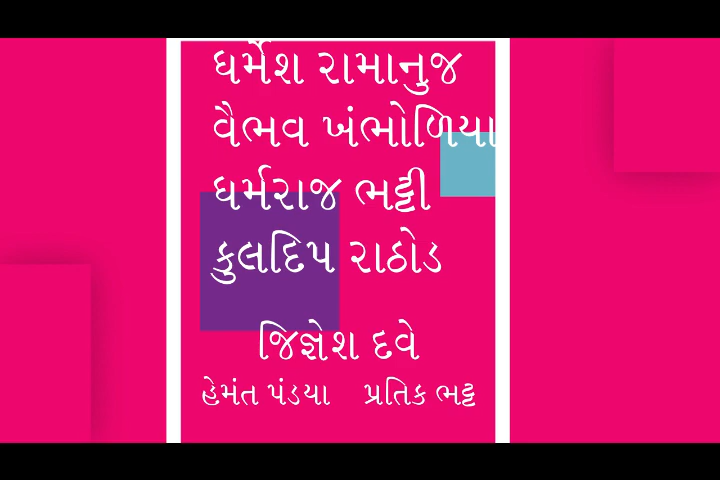 ધર્મેશ રામાનુજ
વૈભવ ખંભોળિયા
ધર્મરાજ ભટ્ટી
કુલદિપ રાઠોડ
જિજ્ઞેશ દવે
હેમંત પંડયા પ્રતિક ભટ્ટ